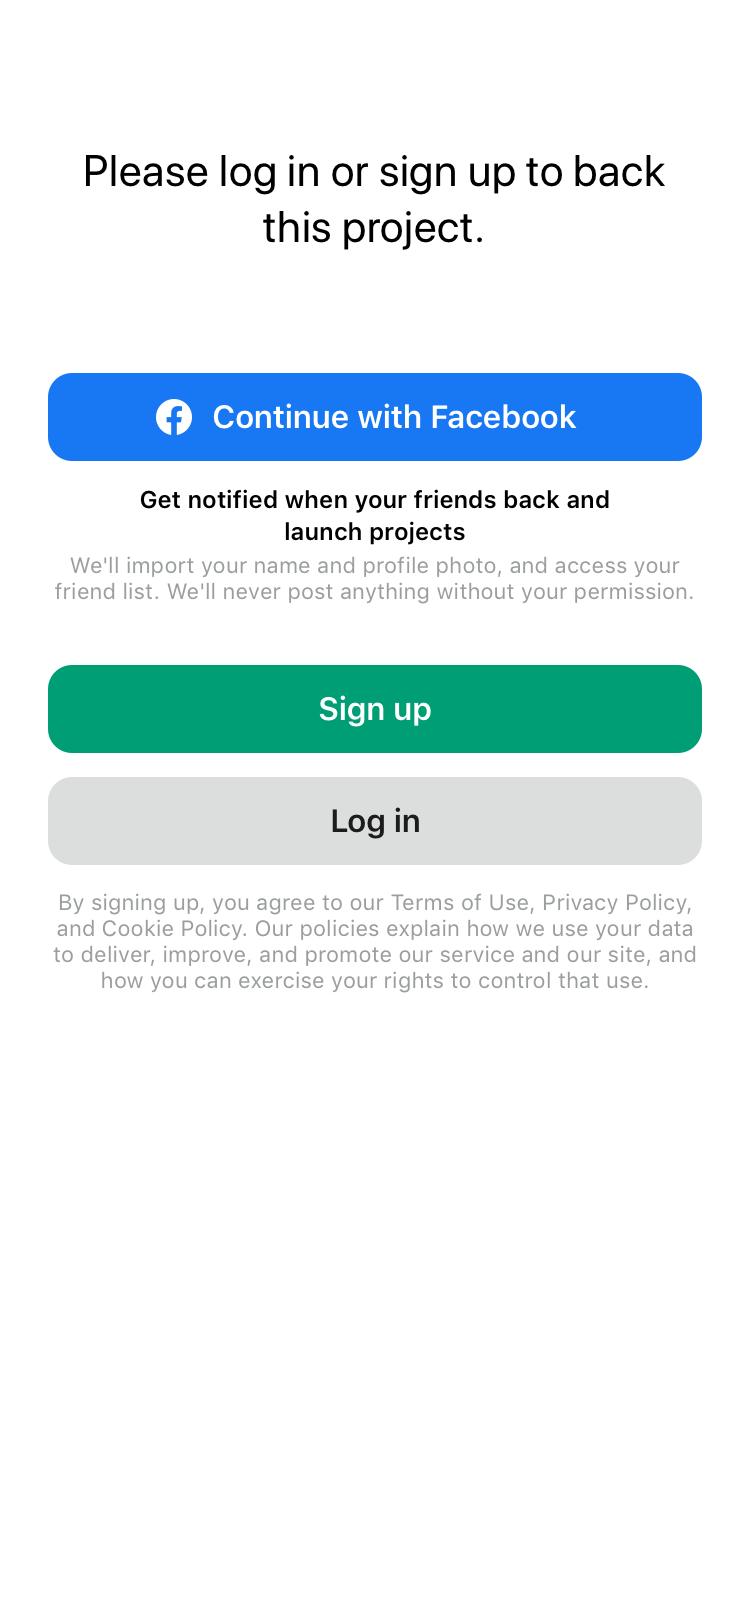 Please log in or sign up to back
this project.
Continue with Facebook
Get notified when your friends back and
launch projects
We'll import your name and profile photo, and access your
friend list. We'll never post anything without your permission.
Sign up
Log in
By signing up, you agree to our Terms of Use, Privacy Policy,
and Cookie Policy. Our policies explain how we use your data
to deliver, improve, and promote our service and our site, and
how you can exercise your rights to control that use.